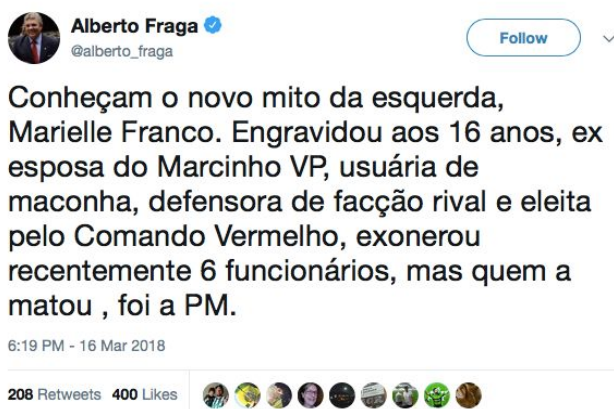 Alberto Fraga
@alberto_fraga
Follow
Conheçam o novo mito da esquerda,
Marielle Franco. Engravidou aos 16 anos, ex
esposa do Marcinho VP, usuária de
maconha, defensora de facção rival e eleita
pelo Comando Vermelho, exonerou
recentemente 6 funcionários, mas quem a
matou , foi a PM.
6:19 PM - 16 Mar 2018
208 Retweets 400 Likes